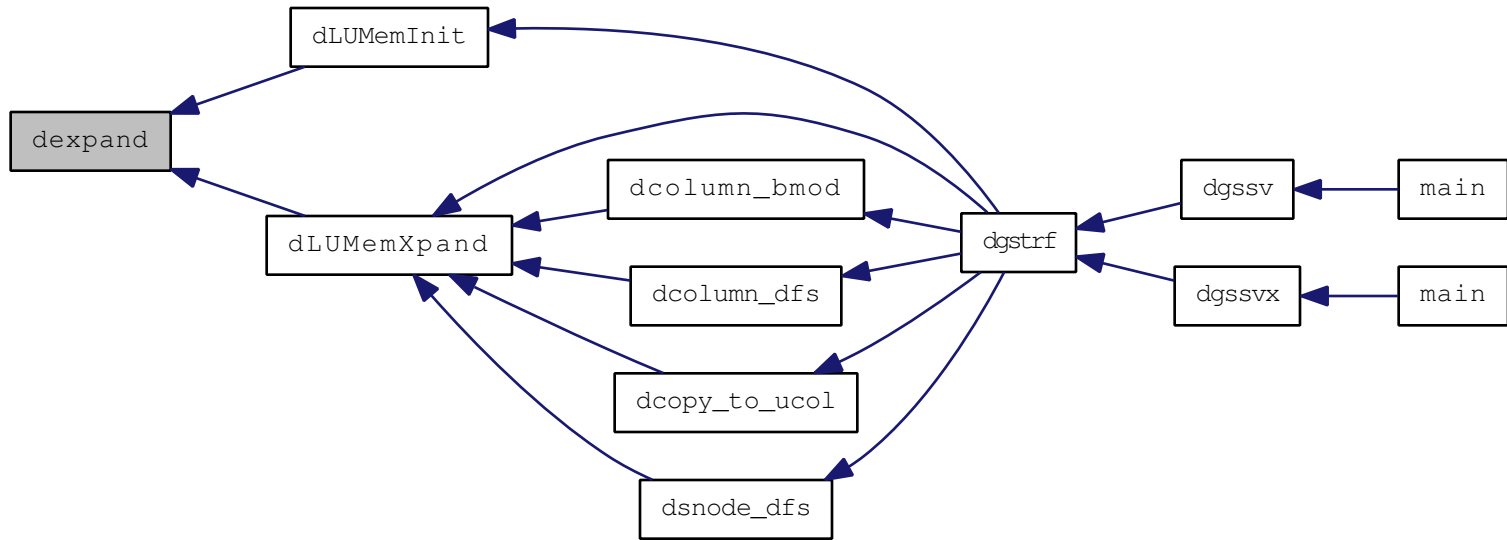 dLUMemInit
dexpand
dcolumn_bmod
dgssv
main
dLUMemXpand
dgstrf
dcolumn_dfs
dgssvx
main
dcopy_to_ucol
dsnode_dfs